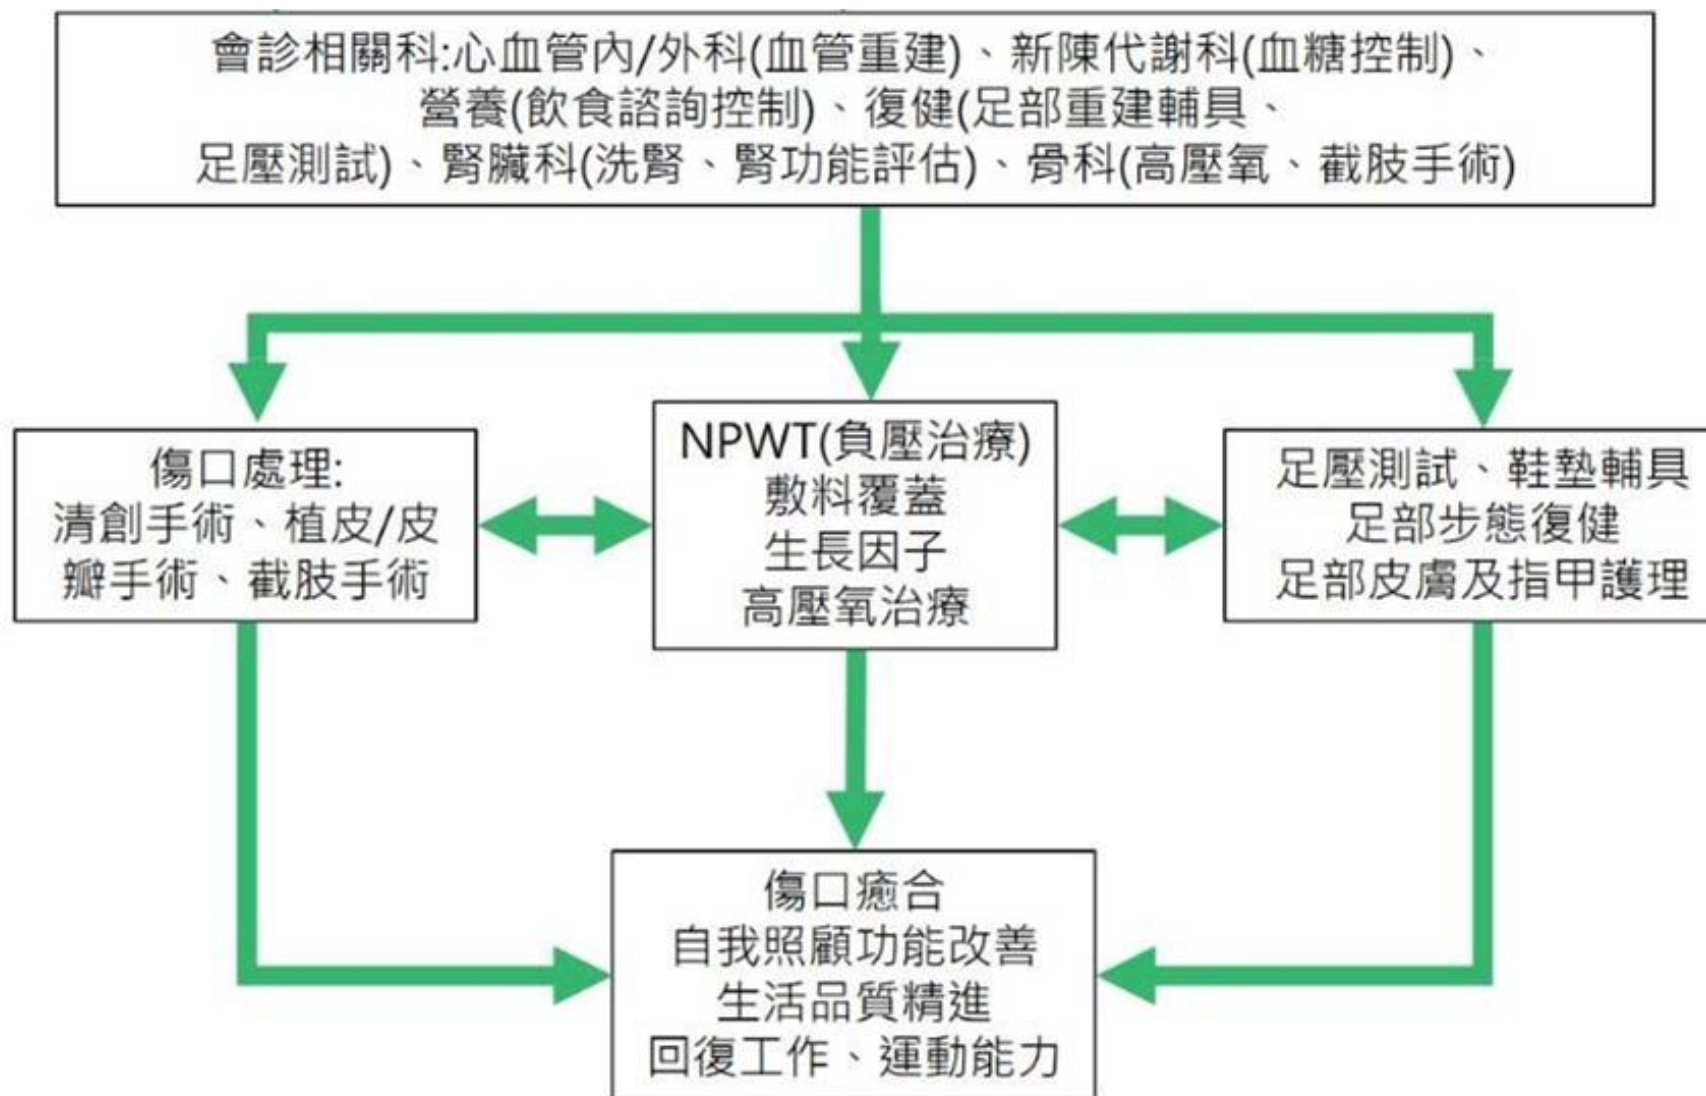 會診相關科:心血管內/外科(血管重建)、新陳代謝科(血糖控制)、
營養(飲食諮詢控制)、復健(足部重建輔具、
足壓測試)、腎臟科(洗腎、腎功能評估)、骨科(高壓氧、截肢手術)
傷口處理:
清創手術、植皮/皮
瓣手術、截肢手術
NPWT(負壓治療)
敷料覆蓋
生長因子
高壓氧治療
足壓測試、鞋墊輔具
足部步態復健
足部皮膚及指甲護理
傷口癒合
自我照顧功能改善
生活品質精進
回復工作、運動能力